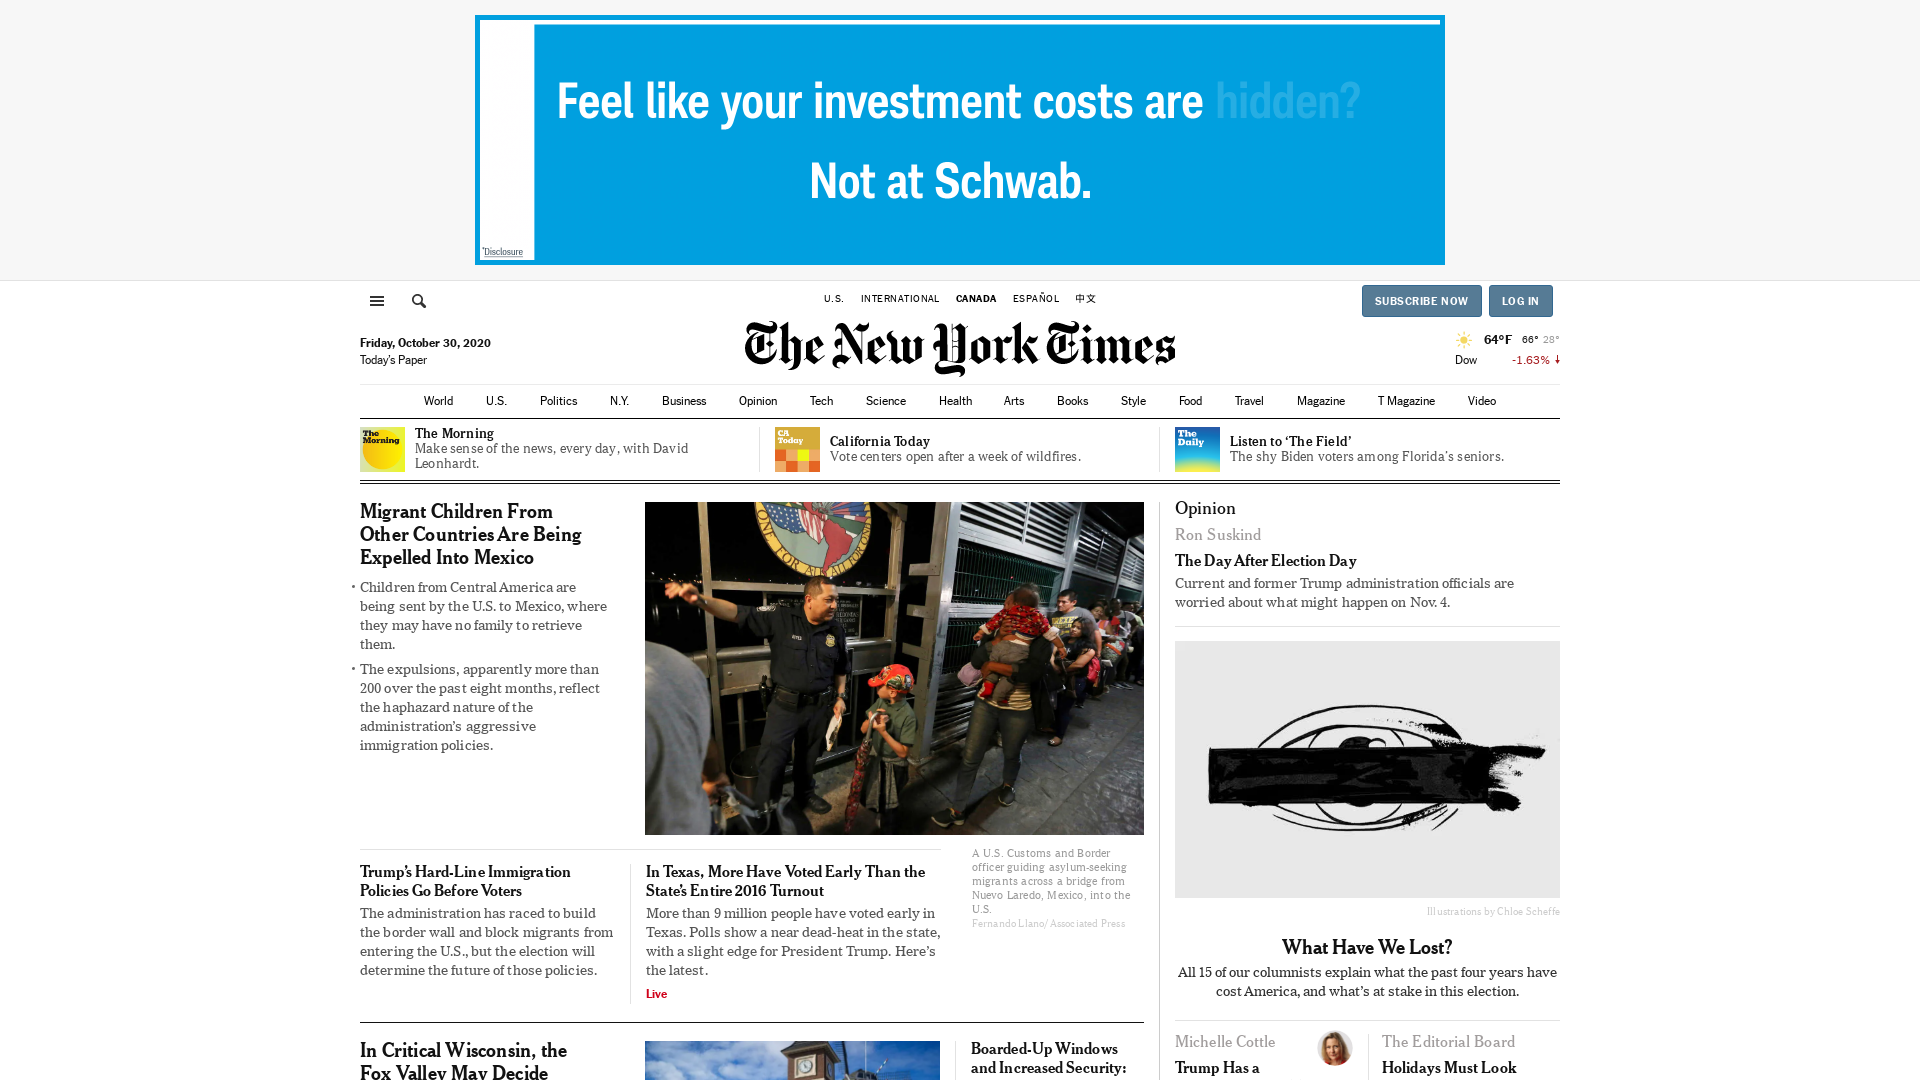 Feel like your investment costs are hidden?
Not at Schwab.
*Disclosure
U.S. INTERNATIONAL CANADA ESPAÑOL 中文
SUBSCRIBE NOW LOG IN
Friday, October 30, 2020
Today's Paper
The New York Times
64°F 66° 28°
Dow -1.63% ↓
World U.S. Politics N.Y. Business Opinion Tech Science Health Arts Books Style Food Travel Magazine T Magazine Video
The Morning
The Morning
Make sense of the news, every day, with David
Leonhardt.
CA
Today
California Today
Vote centers open after a week of wildfires.
The
Daily
Listen to ‘The Field’
The shy Biden voters among Florida’s seniors.
Migrant Children From
Other Countries Are Being
Expelled Into Mexico
• Children from Central America are
being sent by the U.S. to Mexico, where
they may have no family to retrieve
them.
• The expulsions, apparently more than
200 over the past eight months, reflect
the haphazard nature of the
administration’s aggressive
immigration policies.
A U.S. Customs and Border
officer guiding asylum-seeking
migrants across a bridge from
Nuevo Laredo, Mexico, into the
U.S.
Fernando Llano/Associated Press
Trump’s Hard-Line Immigration
Policies Go Before Voters
The administration has raced to build
the border wall and block migrants from
entering the U.S., but the election will
determine the future of those policies.
In Texas, More Have Voted Early Than the
State’s Entire 2016 Turnout
More than 9 million people have voted early in
Texas. Polls show a near dead-heat in the state,
with a slight edge for President Trump. Here’s
the latest.
Live
In Critical Wisconsin, the
Fox Valley May Decide
Boarded-Up Windows
and Increased Security:
Opinion
Ron Suskind
The Day After Election Day
Current and former Trump administration officials are
worried about what might happen on Nov. 4.
Illustrations by Chloe Scheffe
What Have We Lost?
All 15 of our columnists explain what the past four years have
cost America, and what’s at stake in this election.
Michelle Cottle
Trump Has a
The Editorial Board
Holidays Must Look